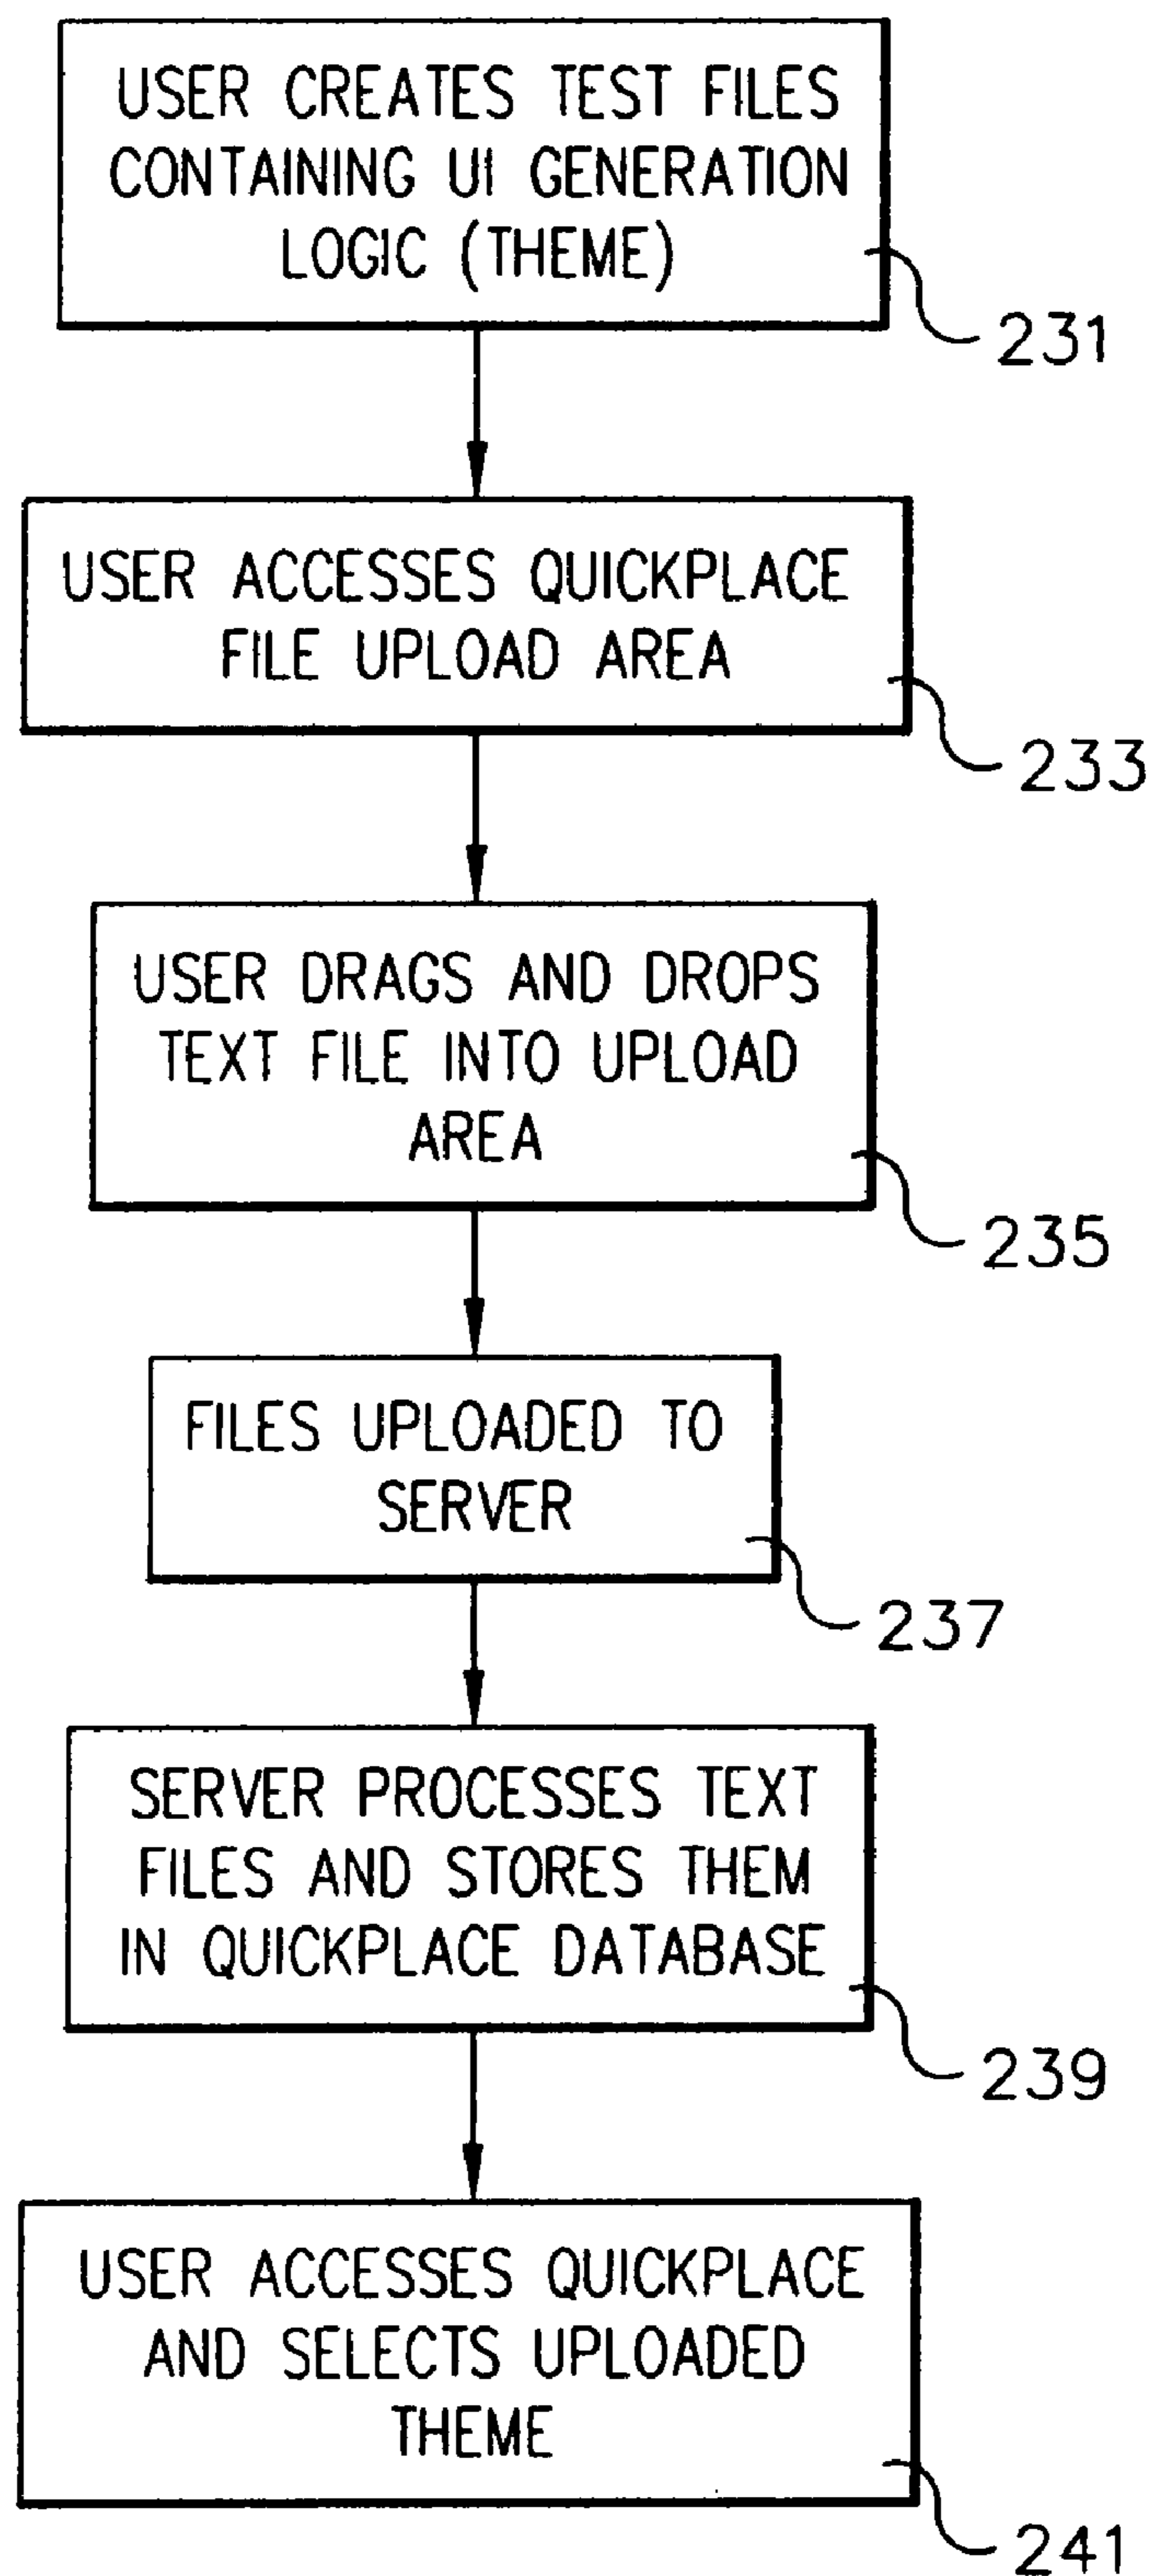 USER CREATES TEST FILES
CONTAINING UI GENERATION
LOGIC (THEME)
231
USER ACCESSES QUICKPLACE
FILE UPLOAD AREA
233
USER DRAGS AND DROPS
TEXT FILE INTO UPLOAD
AREA
235
FILES UPLOADED TO
SERVER
237
SERVER PROCESSES TEXT
FILES AND STORES THEM
IN QUICKPLACE DATABASE
239
USER ACCESSES QUICKPLACE
AND SELECTS UPLOADED
THEME
241